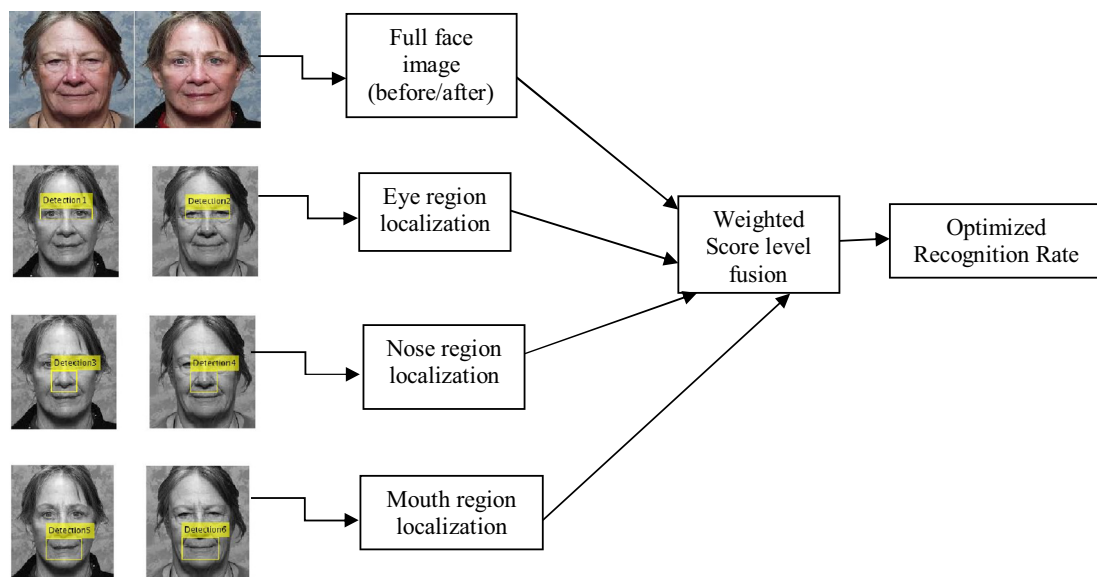 Full face
image
(before/after)
Detection1
Detection2
Eye region
localization
Weighted
Score level
fusion
Optimized
Recognition Rate
Detection3
Detection4
Nose region
localization
Detection5
Detection6
Mouth region
localization